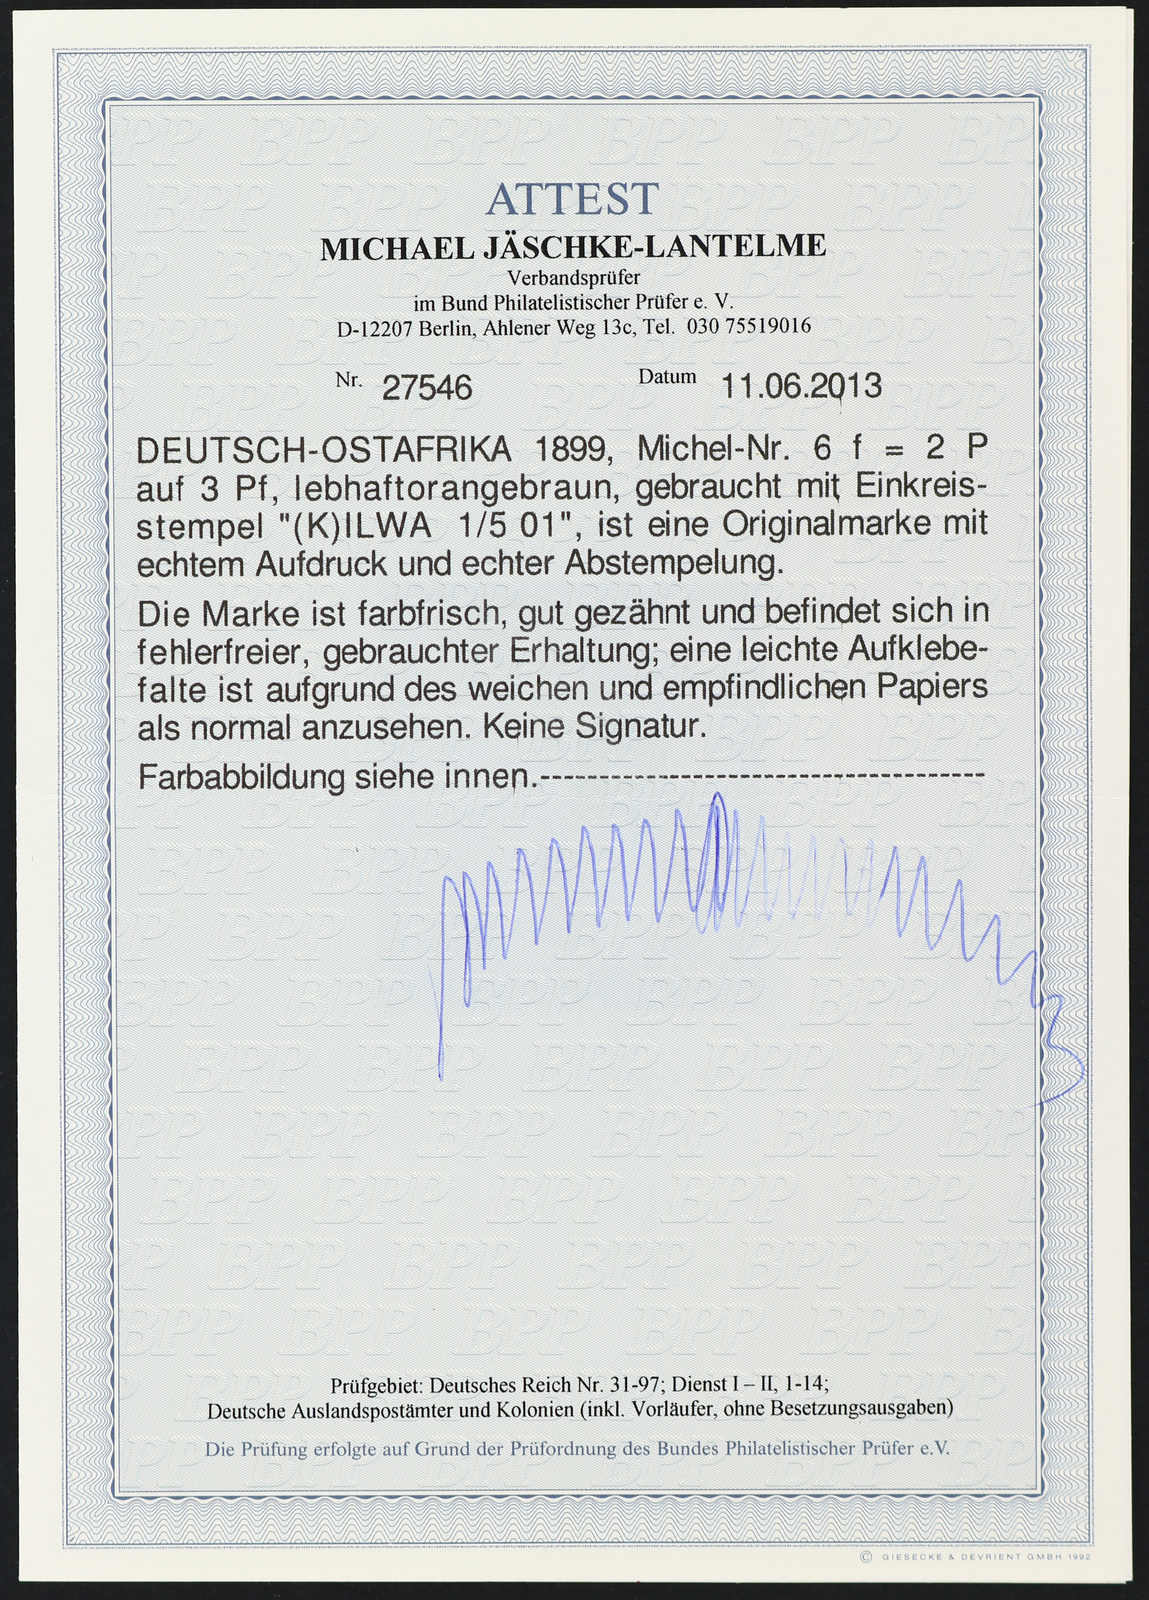 ATTEST
MICHAEL JÄSCHKE-LANTELME
Verbandsprüfer
im Bund Philatelistischer Prüfer e. V.
D-12207 Berlin, Ahlener Weg 13c, Tel. 030 75519016
Nr. 27546 Datum 11.06.2013
DEUTSCH-OSTAFRIKA 1899, Michel-Nr. 6 f = 2 P
auf 3 Pf, lebhaftorangebraun, gebraucht mit Einkreis-
stempel "(K)ILWA 1/5 01", ist eine Originalmarke mit
echtem Aufdruck und echter Abstempelung.
Die Marke ist farbfrisch, gut gezähnt und befindet sich in
fehlerfreier, gebrauchter Erhaltung; eine leichte Aufklebe-
falte ist aufgrund des weichen und empfindlichen Papiers
als normal anzusehen. Keine Signatur.
Farbabbildung siehe innen.--------------------------------------
Prüfgebiet: Deutsches Reich Nr. 31-97; Dienst I – II, 1-14;
Deutsche Auslandspostämter und Kolonien (inkl. Vorläufer, ohne Besetzungsausgaben)
Die Prüfung erfolgte auf Grund der Prüfordnung des Bundes Philatelistischer Prüfer e.V.
© GIESECKE & DEVRIENT GMBH 1992